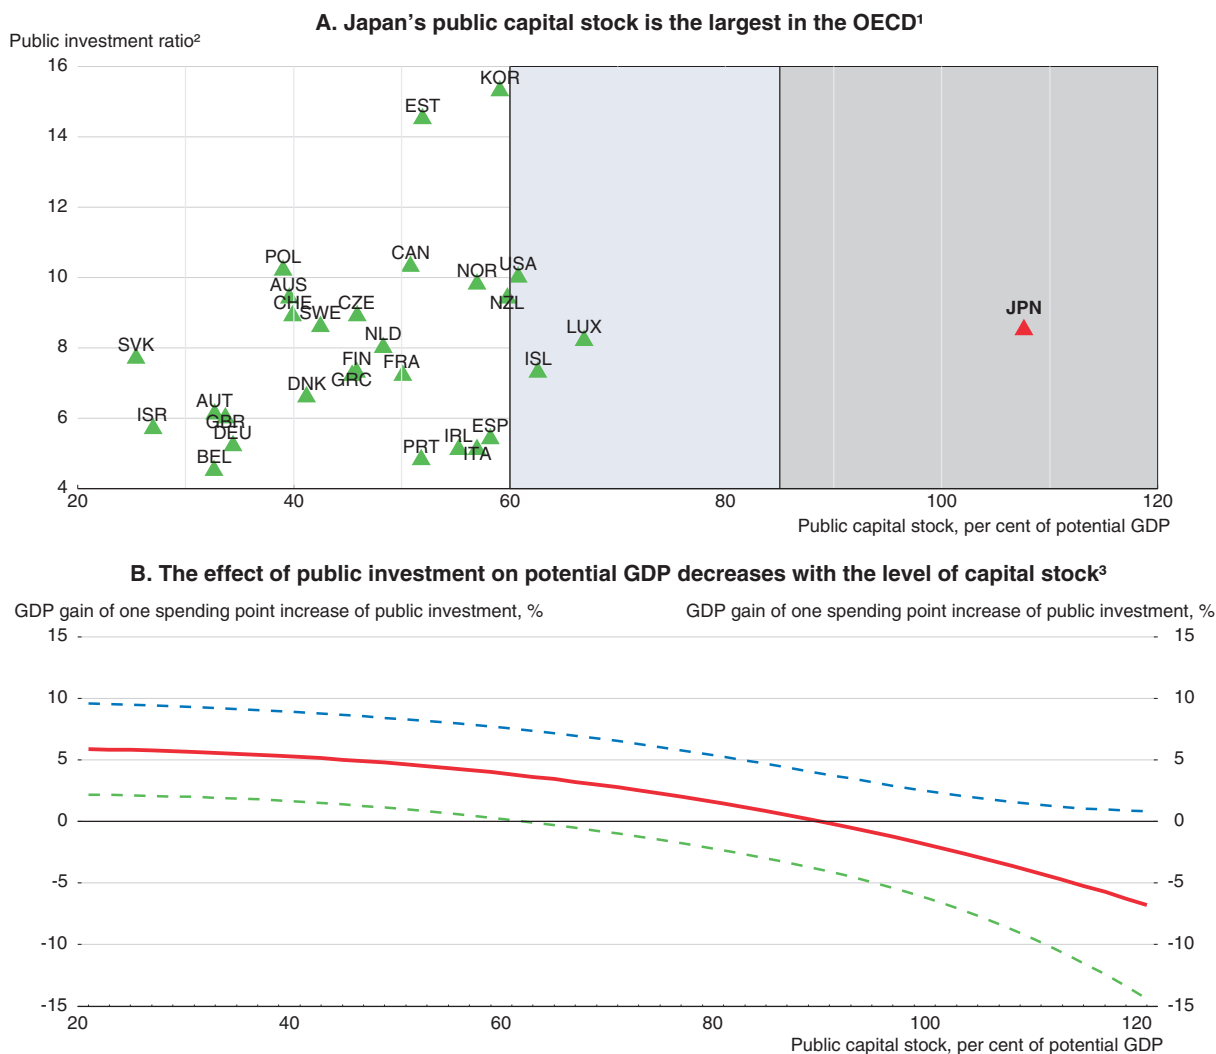 A. Japan’s public capital stock is the largest in the OECD¹
Public investment ratio²
16
14
12
10
8
6
4
KOR
EST
POL
CAN
NOR
USA
AUS
CHE
SWE
CZE
NZL
JPN
LUX
NLD
SVK
FIN
FRA
ISL
GRC
DNK
AUT
ISR
GBR
DEU
BEL
ESP
IRL
PRT
ITA
20 40 60 80 100 120
Public capital stock, per cent of potential GDP
B. The effect of public investment on potential GDP decreases with the level of capital stock³
GDP gain of one spending point increase of public investment, % GDP gain of one spending point increase of public investment, %
15 15
10 10
5 5
0 0
-5 -5
-10 -10
-15 -15
20 40 60 80 100 120
Public capital stock, per cent of potential GDP